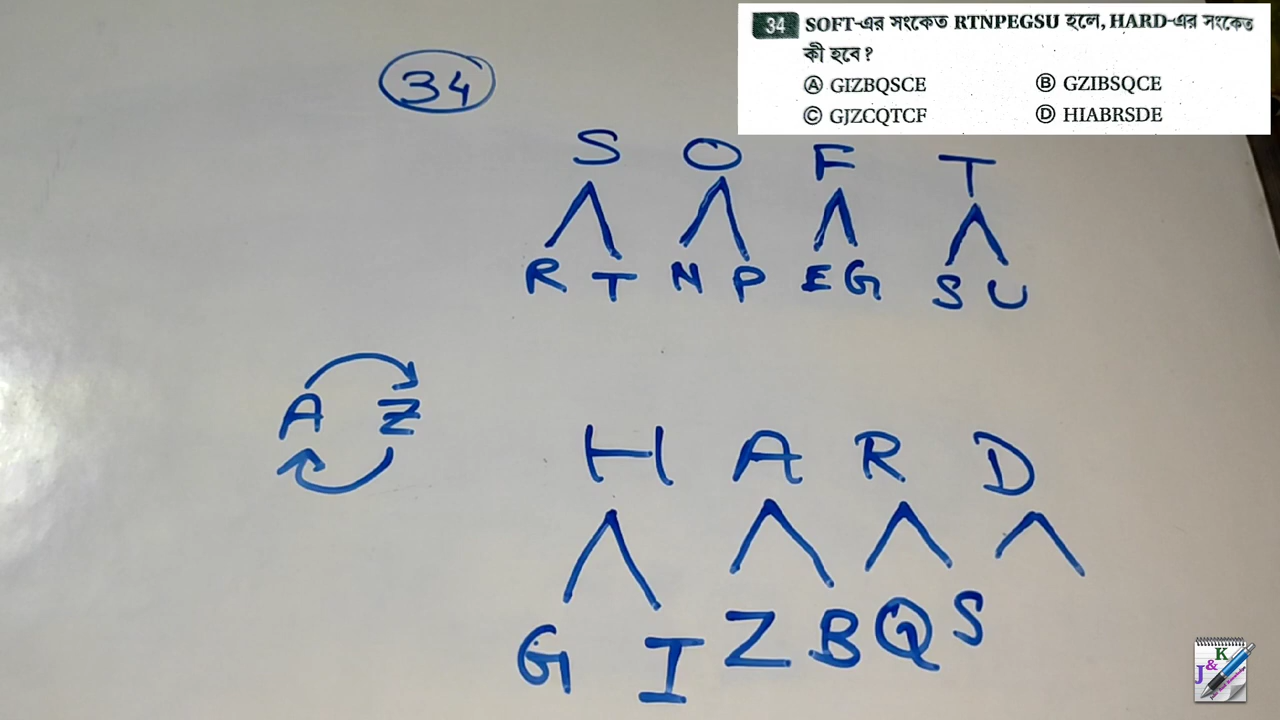 34 SOFT-এর সংকেত RTNPEGSU হলে, HARD-এর সংকেত
কী হবে?
Ⓐ GIZBQSCE Ⓑ GZIBSQCE
Ⓒ GJZCQTCF Ⓓ HIABRSDE
34
S O F T
R T N P E G S U
A Z
H A R D
G I Z B Q S
J & K